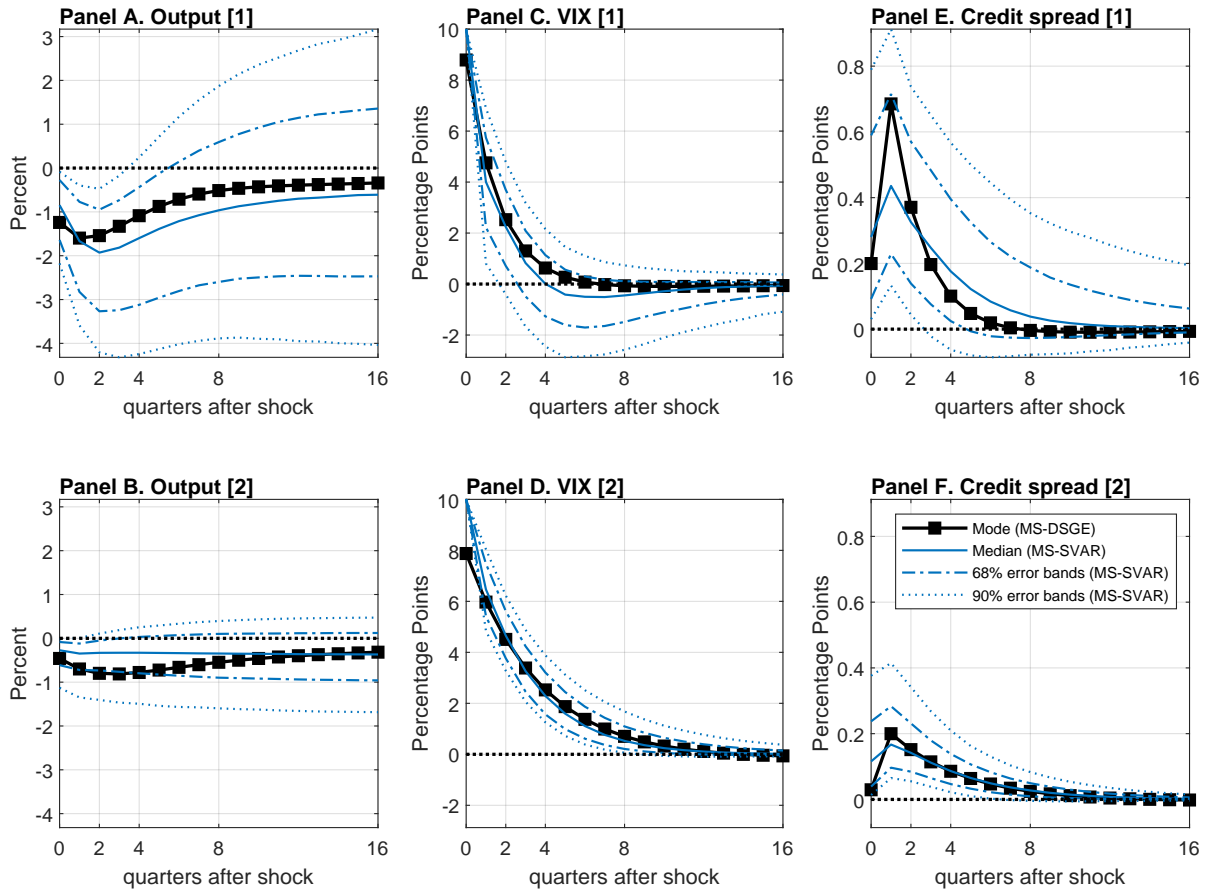 Panel A. Output [1]
Percent
3
2
1
0
-1
-2
-3
-4
0 2 4 8 16
quarters after shock
Panel C. VIX [1]
Percentage Points
10
8
6
4
2
0
-2
0 2 4 8 16
quarters after shock
Panel E. Credit spread [1]
Percentage Points
0.8
0.6
0.4
0.2
0
0 2 4 8 16
quarters after shock
Panel B. Output [2]
Percent
3
2
1
0
-1
-2
-3
-4
0 2 4 8 16
quarters after shock
Panel D. VIX [2]
Percentage Points
10
8
6
4
2
0
-2
0 2 4 8 16
quarters after shock
Panel F. Credit spread [2]
Percentage Points
0.8
0.6
0.4
0.2
0
Mode (MS-DSGE)
Median (MS-SVAR)
68% error bands (MS-SVAR)
90% error bands (MS-SVAR)
0 2 4 8 16
quarters after shock